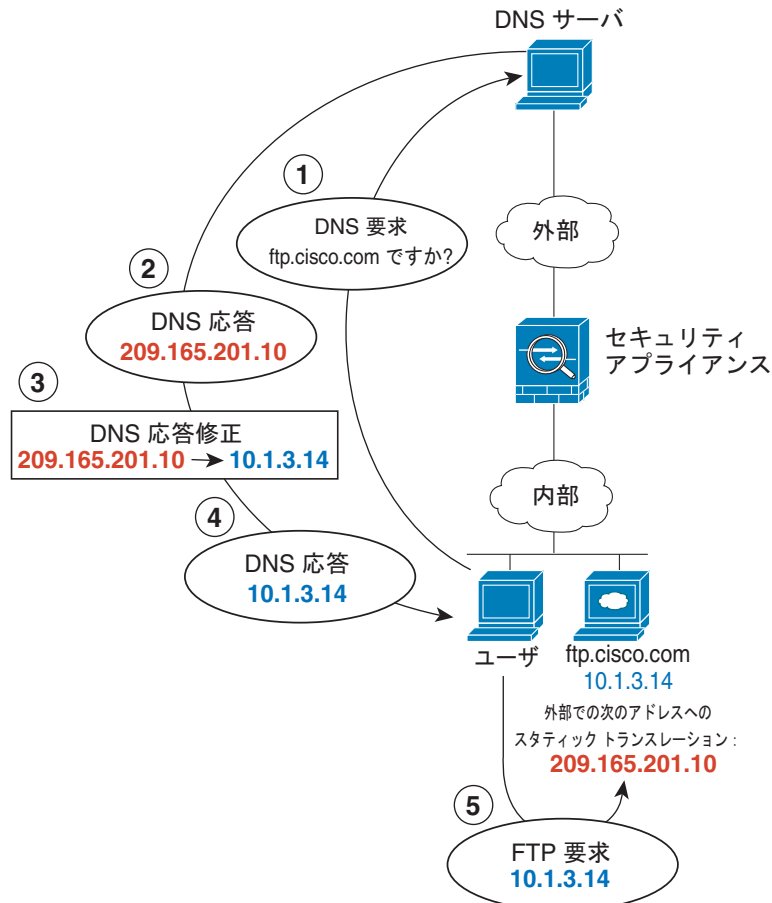 DNS サーバ
1
DNS 要求
ftp.cisco.com ですか?
外部
2
DNS 応答
209.165.201.10
セキュリティ
アプライアンス
3
DNS 応答修正
209.165.201.10 → 10.1.3.14
内部
4
DNS 応答
10.1.3.14
ユーザ
ftp.cisco.com
10.1.3.14
外部での次のアドレスへの
スタティック トランスレーション :
209.165.201.10
5
FTP 要求
10.1.3.14